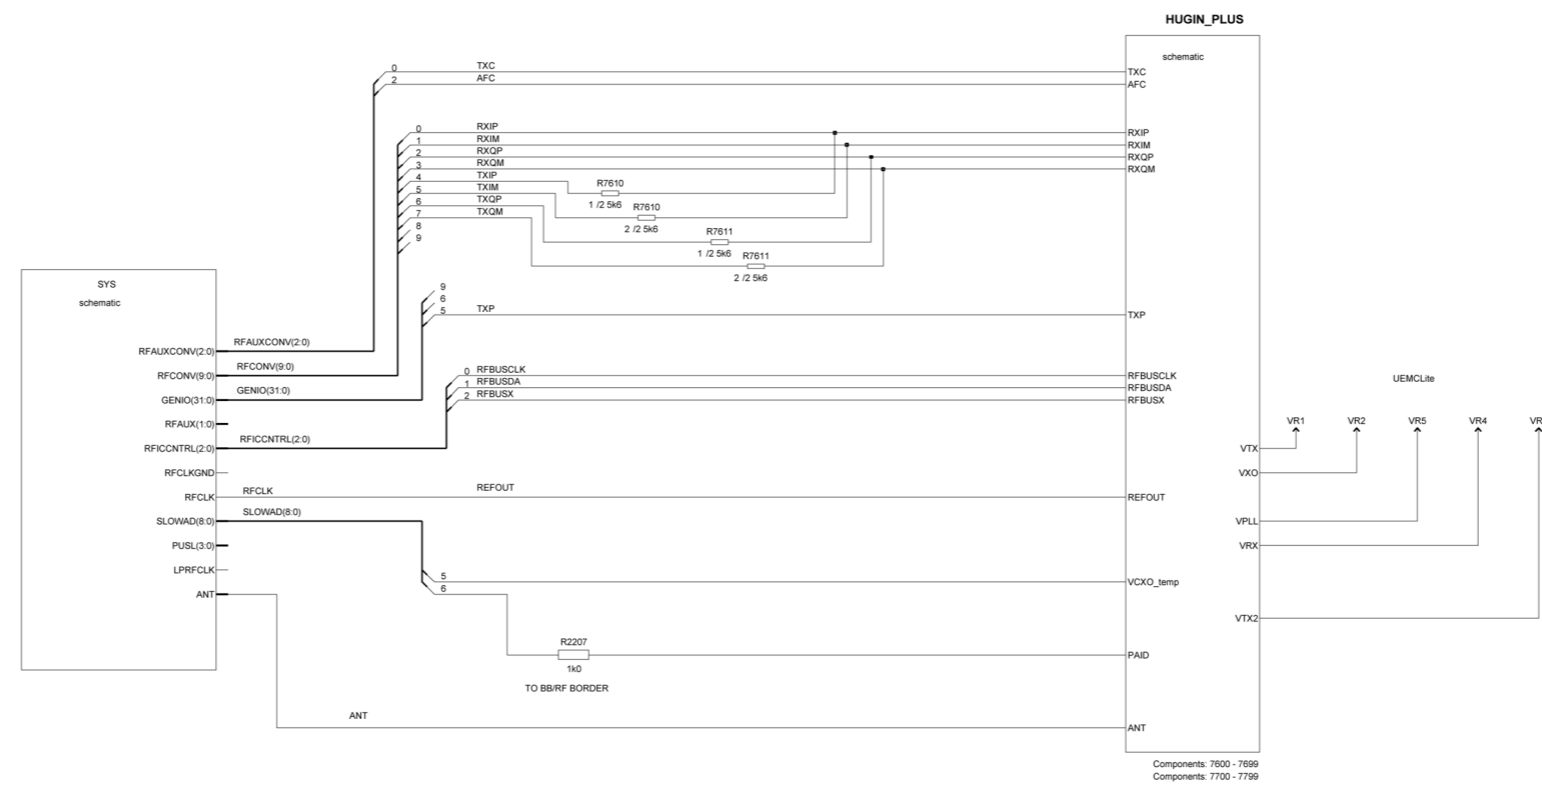 HUGIN_PLUS
schematic
0 TXC TXC
2 AFC AFC
0 RXIP RXIP
1 RXIM RXIM
2 RXQP RXQP
3 RXQM RXQM
4 TXIP
5 TXIM
6 TXQP
7 TXQM
8
9
R7610
1 /2 5k6
R7610
2 /2 5k6
R7611
1 /2 5k6
R7611
2 /2 5k6
SYS
schematic
9
6
5 TXP TXP
RFAUXCONV(2:0) RFAUXCONV(2:0)
RFCONV(9:0) RFCONV(9:0)
GENIO(31:0) GENIO(31:0)
RFAUX(1:0)
RFICCNTRL(2:0) RFICCNTRL(2:0)
RFCLKGND
RFCLK RFCLK REFOUT REFOUT
SLOWAD(8:0) SLOWAD(8:0)
PUSL(3:0)
LPRFCLK
ANT
0 RFBUSCLK RFBUSCLK
1 RFBUSDA RFBUSDA
2 RFBUSX RFBUSX
UEMCLite
VR1 VR2 VR5 VR4 VR
VTX
VXO
VPLL
VRX
VTX2
5 VCXO_temp
6
R2207
1k0
PAID
TO BB/RF BORDER
ANT ANT
Components: 7600 - 7699
Components: 7700 - 7799